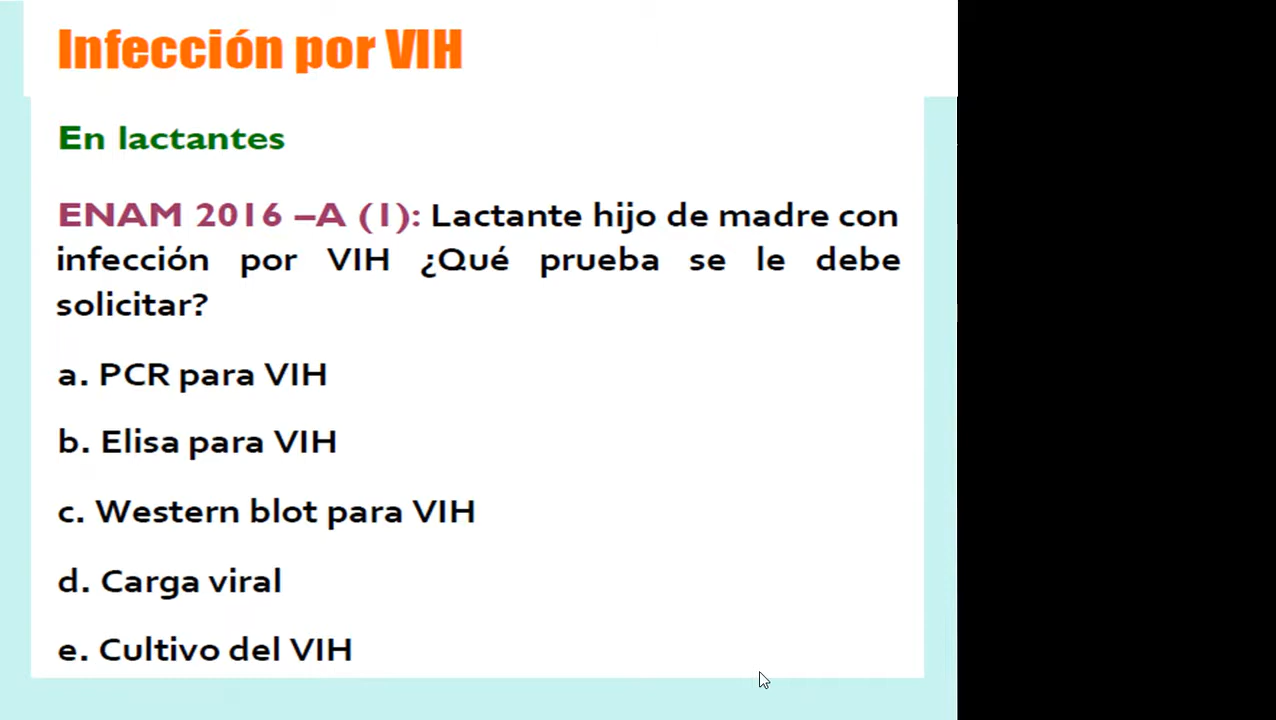 Infección por VIH
En lactantes
ENAM 2016 –A (1): Lactante hijo de madre con
infección por VIH ¿Qué prueba se le debe
solicitar?
a. PCR para VIH
b. Elisa para VIH
c. Western blot para VIH
d. Carga viral
e. Cultivo del VIH